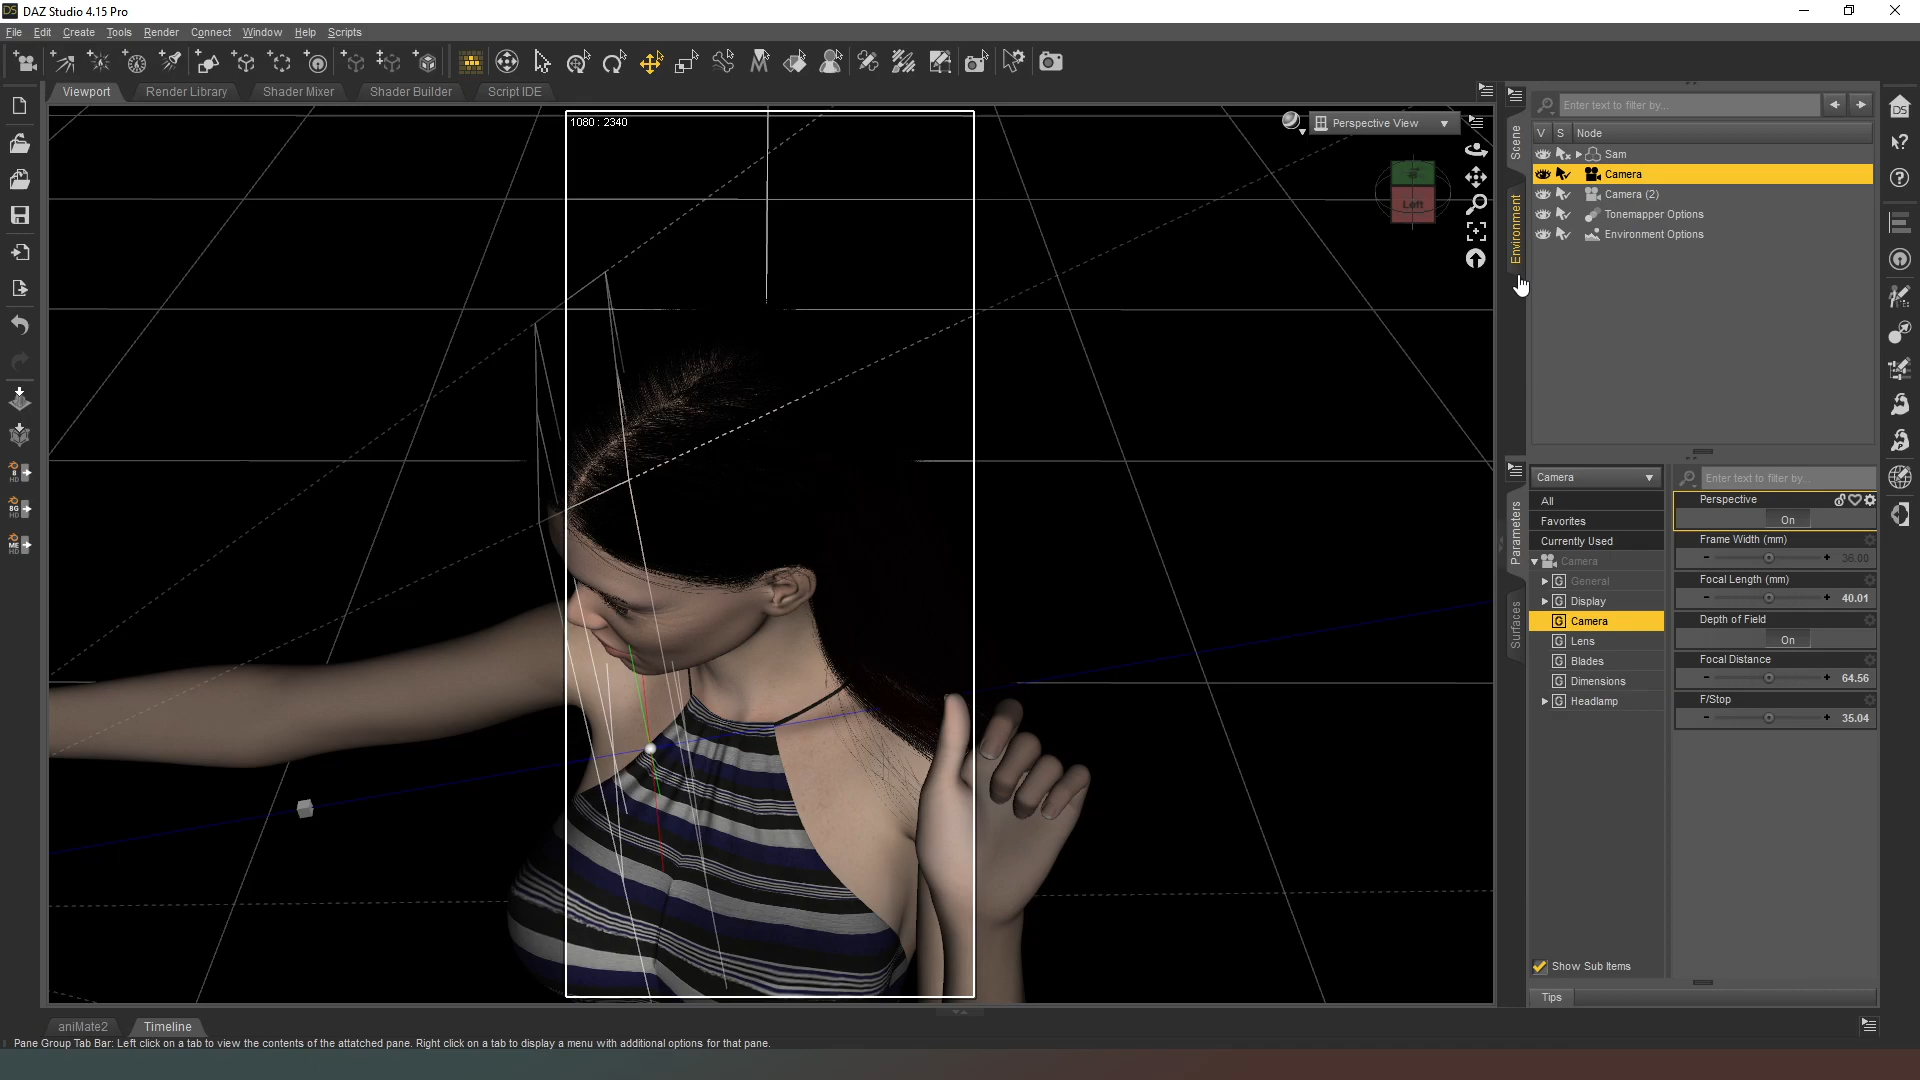 DAZ Studio 4.15 Pro
File Edit Create Tools Render Connect Window Help Scripts
Viewport Render Library Shader Mixer Shader Builder Script IDE
1080 : 2340
Perspective View
Left
Scene
Environment
Enter text to filter by...
V S Node
Sam
Camera
Camera (2)
Tonemapper Options
Environment Options
Parameters
Surfaces
Camera
All
Favorites
Currently Used
Camera
G General
G Display
G Camera
G Lens
G Blades
G Dimensions
G Headlamp
Show Sub Items
Enter text to filter by...
Perspective
On
Frame Width (mm)
36.00
Focal Length (mm)
40.01
Depth of Field
On
Focal Distance
64.56
F/Stop
35.04
Tips
aniMate2 Timeline
Pane Group Tab Bar: Left click on a tab to view the contents of the attatched pane. Right click on a tab to display a menu with additional options for that pane.